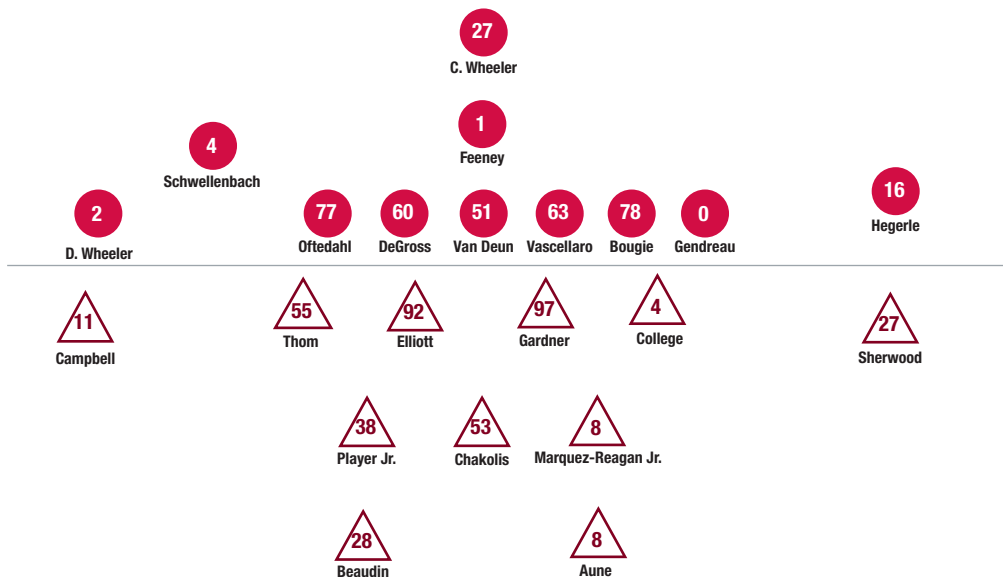 27
C. Wheeler
1
Feeney
4
Schwellenbach
16
Hegerle
2
D. Wheeler
77
Oftedahl
60
DeGross
51
Van Deun
63
Vascellaro
78
Bougie
0
Gendreau
11
Campbell
55
Thom
92
Elliott
97
Gardner
4
College
27
Sherwood
38
Player Jr.
53
Chakolis
8
Marquez-Reagan Jr.
28
Beaudin
8
Aune